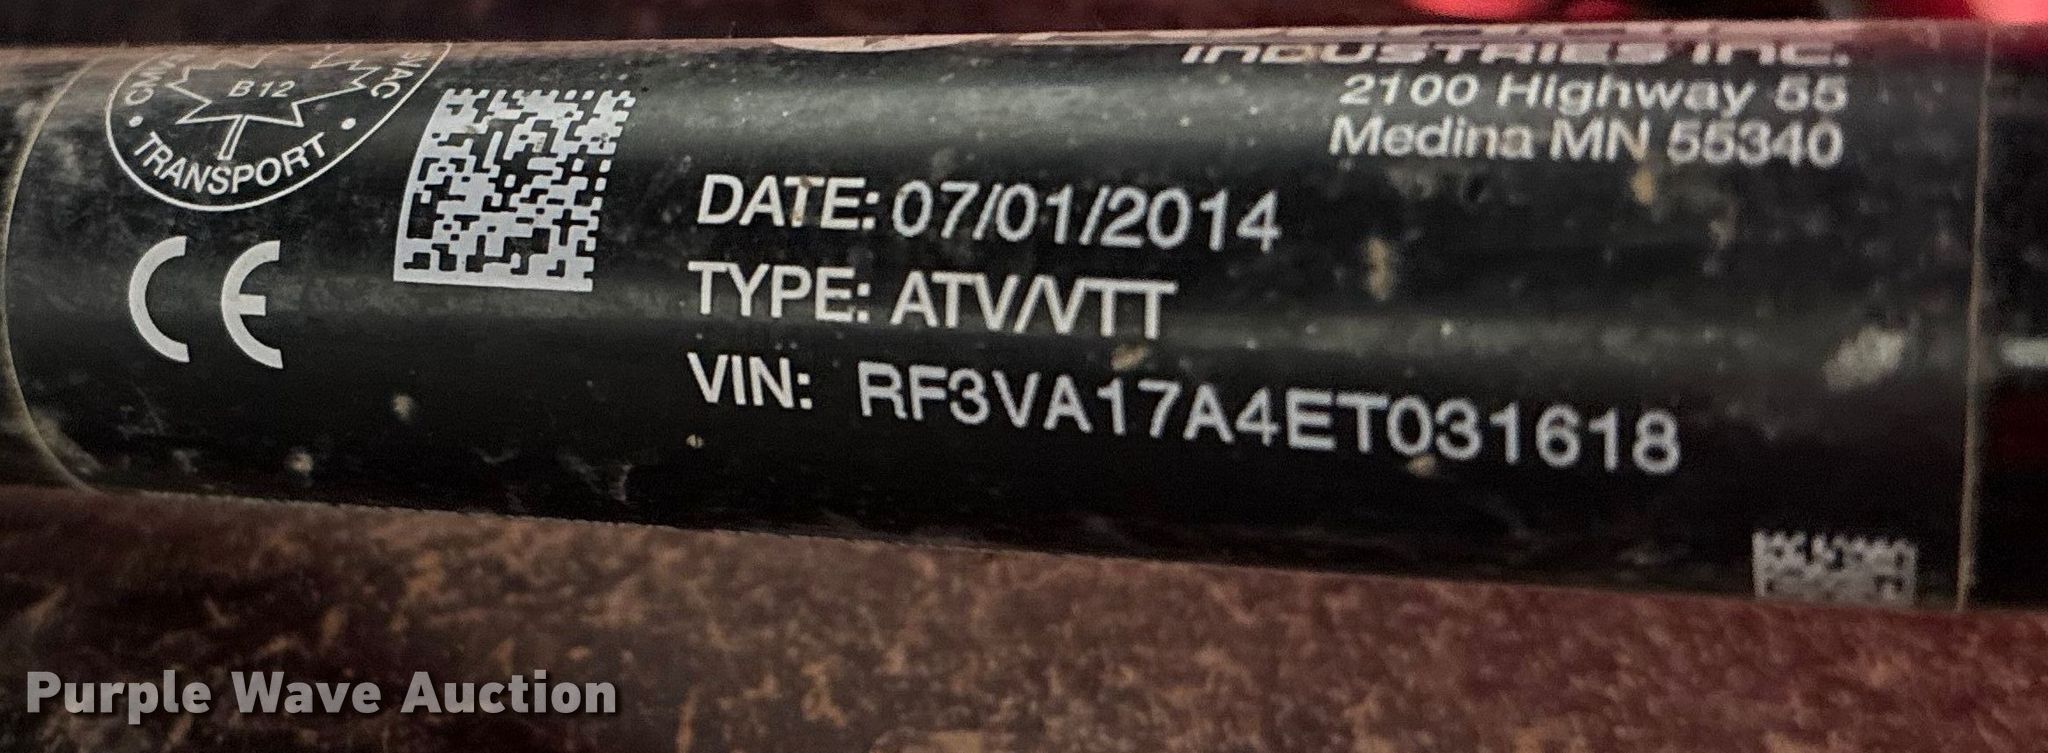 B12
TRANSPORT
CE
INDUSTRIES INC.
2100 Highway 55
Medina MN 55340
DATE: 07/01/2014
TYPE: ATV/VTT
VIN: RF3VA17A4ET031618
Purple Wave Auction